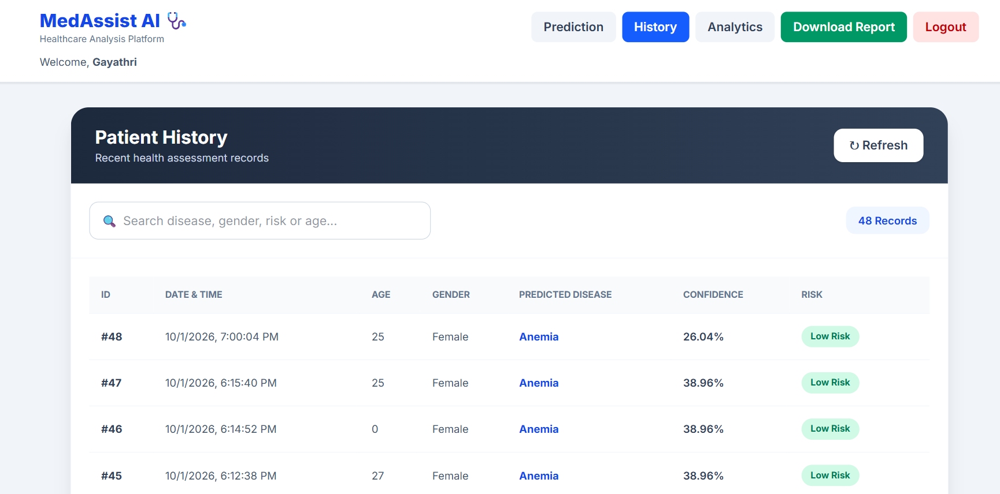 MedAssist AI
Healthcare Analysis Platform
Welcome, Gayathri
Prediction
History
Analytics
Download Report
Logout
Patient History
Recent health assessment records
↻ Refresh
Search disease, gender, risk or age...
48 Records
ID DATE & TIME AGE GENDER PREDICTED DISEASE CONFIDENCE RISK
#48 10/1/2026, 7:00:04 PM 25 Female Anemia 26.04% Low Risk
#47 10/1/2026, 6:15:40 PM 25 Female Anemia 38.96% Low Risk
#46 10/1/2026, 6:14:52 PM 0 Female Anemia 38.96% Low Risk
#45 10/1/2026, 6:12:38 PM 27 Female Anemia 38.96% Low Risk